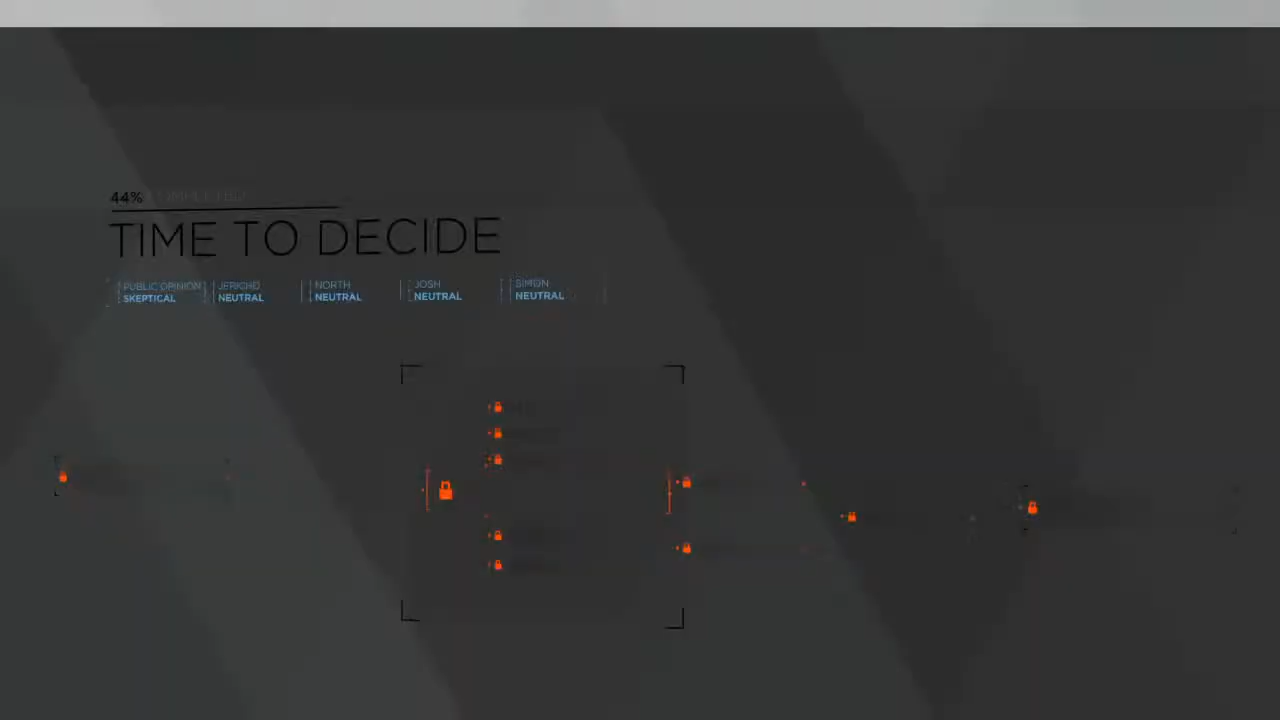 44% COMPLETED
TIME TO DECIDE
PUBLIC OPINION JERICHO NORTH JOSH SIMON
SKEPTICAL NEUTRAL NEUTRAL NEUTRAL NEUTRAL